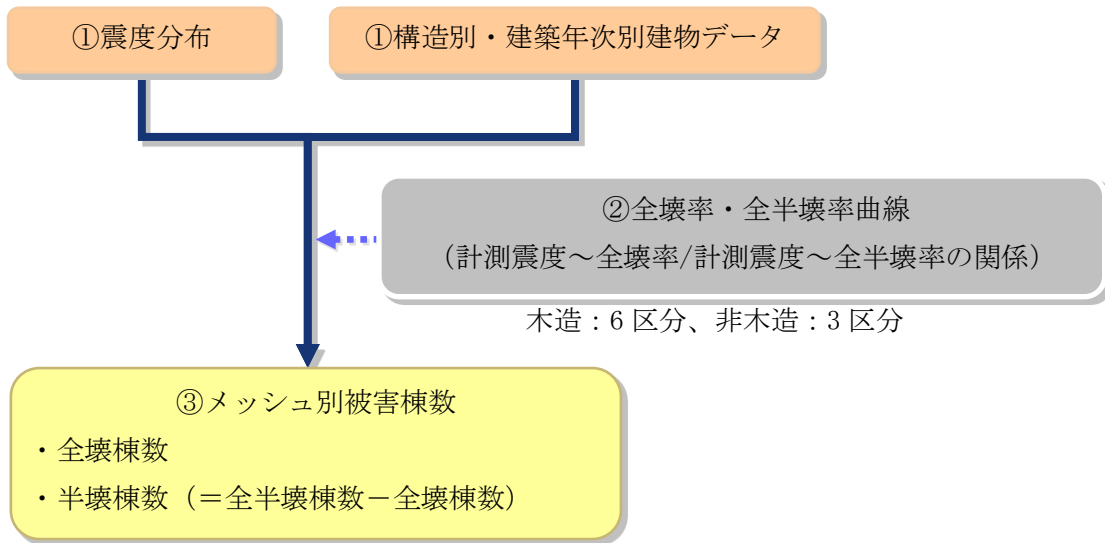 ①震度分布
①構造別・建築年次別建物データ
②全壊率・全半壊率曲線
（計測震度～全壊率/計測震度～全半壊率の関係）
木造：6 区分、非木造：3 区分
③メッシュ別被害棟数
・全壊棟数
・半壊棟数（＝全半壊棟数－全壊棟数）